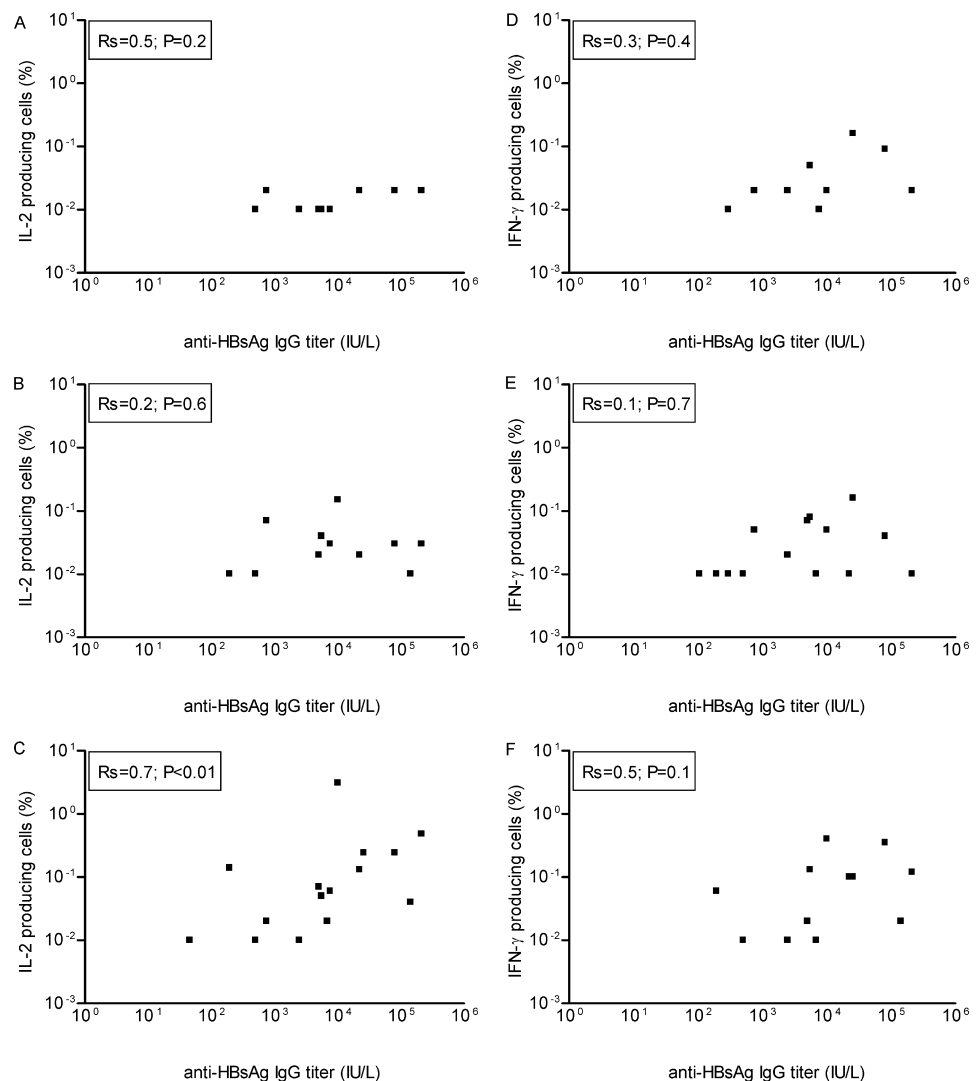 A
Rs=0.5; P=0.2
IL-2 producing cells (%)
10^1
10^0
10^-1
10^-2
10^-3
10^0 10^1 10^2 10^3 10^4 10^5 10^6
anti-HBsAg IgG titer (IU/L)
D
Rs=0.3; P=0.4
IFN-γ producing cells (%)
10^1
10^0
10^-1
10^-2
10^-3
10^0 10^1 10^2 10^3 10^4 10^5 10^6
anti-HBsAg IgG titer (IU/L)
B
Rs=0.2; P=0.6
IL-2 producing cells (%)
10^1
10^0
10^-1
10^-2
10^-3
10^0 10^1 10^2 10^3 10^4 10^5 10^6
anti-HBsAg IgG titer (IU/L)
E
Rs=0.1; P=0.7
IFN-γ producing cells (%)
10^1
10^0
10^-1
10^-2
10^-3
10^0 10^1 10^2 10^3 10^4 10^5 10^6
anti-HBsAg IgG titer (IU/L)
C
Rs=0.7; P<0.01
IL-2 producing cells (%)
10^1
10^0
10^-1
10^-2
10^-3
10^0 10^1 10^2 10^3 10^4 10^5 10^6
anti-HBsAg IgG titer (IU/L)
F
Rs=0.5; P=0.1
IFN-γ producing cells (%)
10^1
10^0
10^-1
10^-2
10^-3
10^0 10^1 10^2 10^3 10^4 10^5 10^6
anti-HBsAg IgG titer (IU/L)